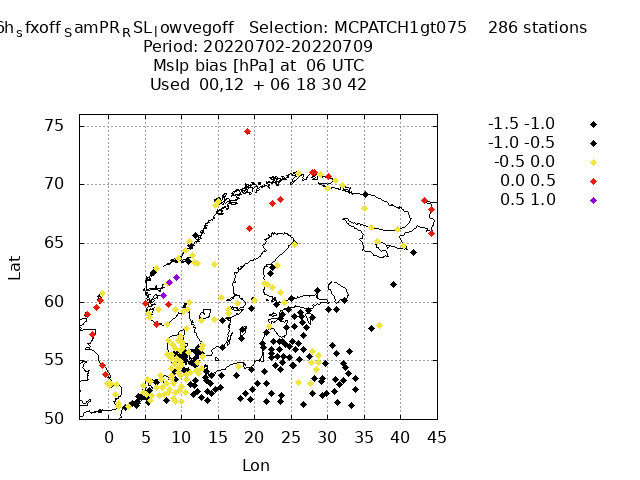 6h_sfxoff_SamPR_RSL_lowvegoff Selection: MCPATCH1gt075 286 stations
Period: 20220702-20220709
Mslp bias [hPa] at 06 UTC
Used 00,12 + 06 18 30 42
-1.5 -1.0
-1.0 -0.5
-0.5 0.0
0.0 0.5
0.5 1.0
75
70
65
60
55
50
Lat
0 5 10 15 20 25 30 35 40 45
Lon